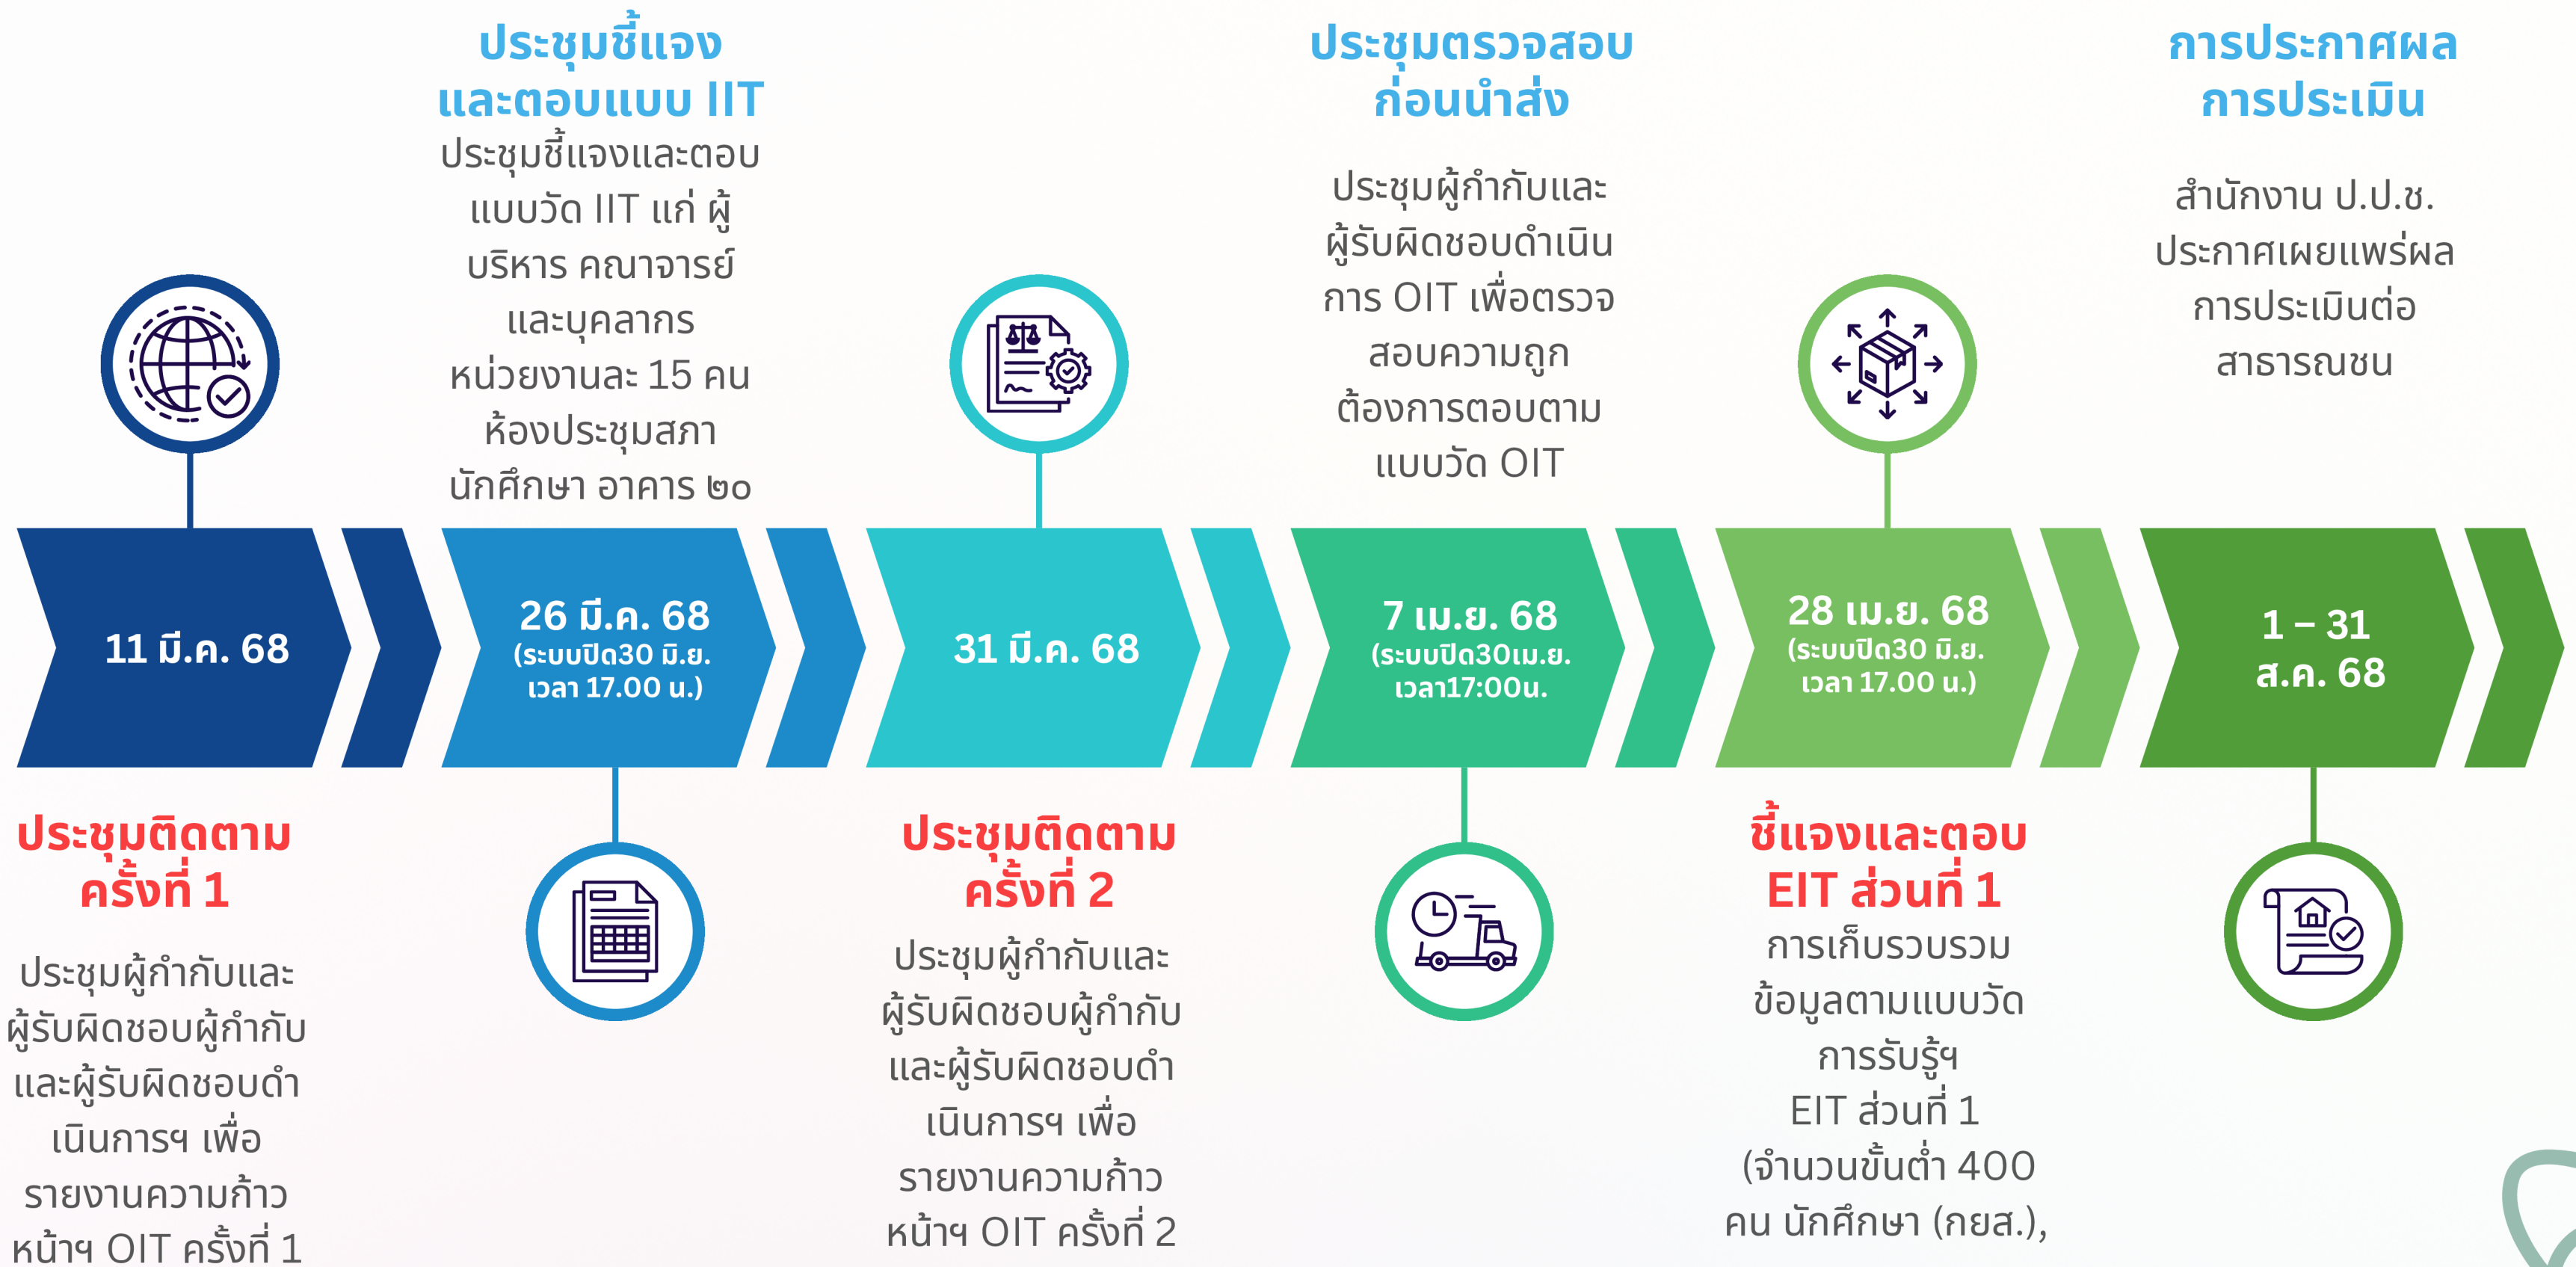 ประชุมชี้แจง
และตอบแบบ IIT
ประชุมชี้แจงและตอบ
แบบวัด IIT แก่ ผู้
บริหาร คณาจารย์
และบุคลากร
หน่วยงานละ 15 คน
ห้องประชุมสภา
นักศึกษา อาคาร ๒๐
ประชุมตรวจสอบ
ก่อนนำส่ง
ประชุมผู้กำกับและ
ผู้รับผิดชอบดำเนิน
การ OIT เพื่อตรวจ
สอบความถูก
ต้องการตอบตาม
แบบวัด OIT
การประกาศผล
การประเมิน
สำนักงาน ป.ป.ช.
ประกาศเผยแพร่ผล
การประเมินต่อ
สาธารณชน
11 มี.ค. 68
26 มี.ค. 68
(ระบบปิด30 มิ.ย.
เวลา 17.00 น.)
31 มี.ค. 68
7 เม.ย. 68
(ระบบปิด30เม.ย.
เวลา17:00น.
28 เม.ย. 68
(ระบบปิด30 มิ.ย.
เวลา 17.00 น.)
1 – 31
ส.ค. 68
ประชุมติดตาม
ครั้งที่ 1
ประชุมผู้กำกับและ
ผู้รับผิดชอบผู้กำกับ
และผู้รับผิดชอบดำ
เนินการฯ เพื่อ
รายงานความก้าว
หน้าฯ OIT ครั้งที่ 1
ประชุมติดตาม
ครั้งที่ 2
ประชุมผู้กำกับและ
ผู้รับผิดชอบผู้กำกับ
และผู้รับผิดชอบดำ
เนินการฯ เพื่อ
รายงานความก้าว
หน้าฯ OIT ครั้งที่ 2
ชี้แจงและตอบ
EIT ส่วนที่ 1
การเก็บรวบรวม
ข้อมูลตามแบบวัด
การรับรู้ฯ
EIT ส่วนที่ 1
(จำนวนขั้นต่ำ 400
คน นักศึกษา (กยส.),